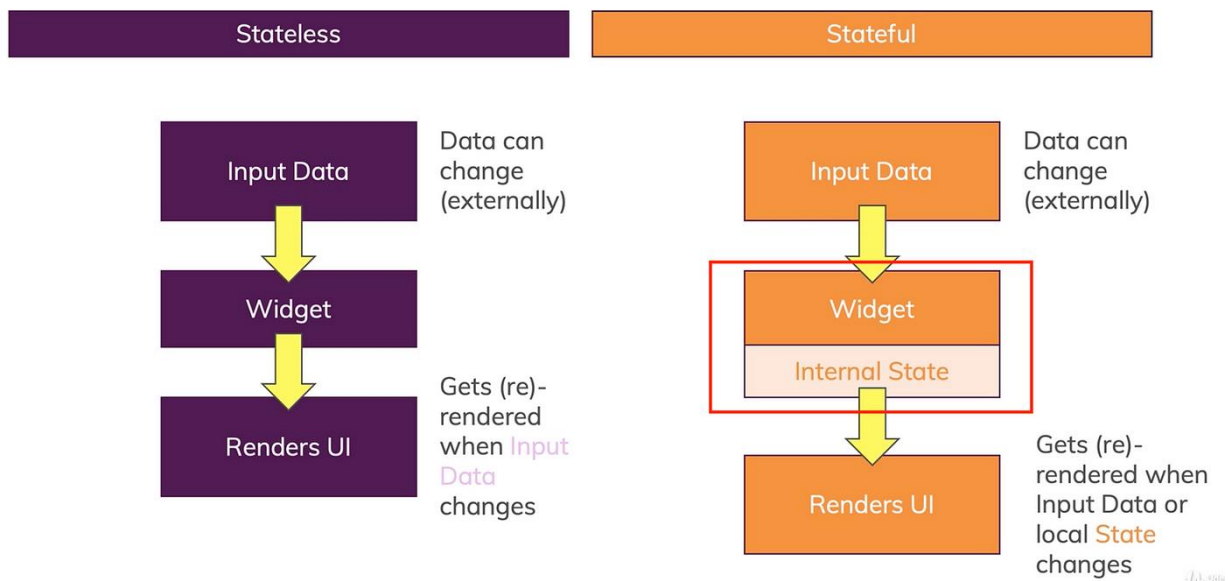 Stateless
Stateful
Input Data
Data can
change
(externally)
Widget
Renders UI
Gets (re)-
rendered
when Input
Data
changes
Input Data
Data can
change
(externally)
Widget
Internal State
Renders UI
Gets (re)-
rendered when
Input Data or
local State
changes